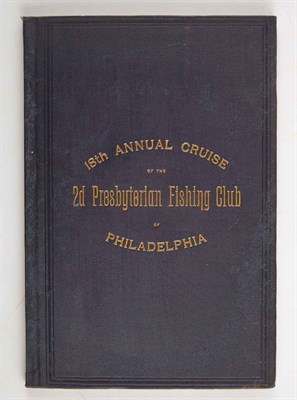 18th ANNUAL CRUISE
OF THE
2d Presbyterian Fishing Club
OF
PHILADELPHIA